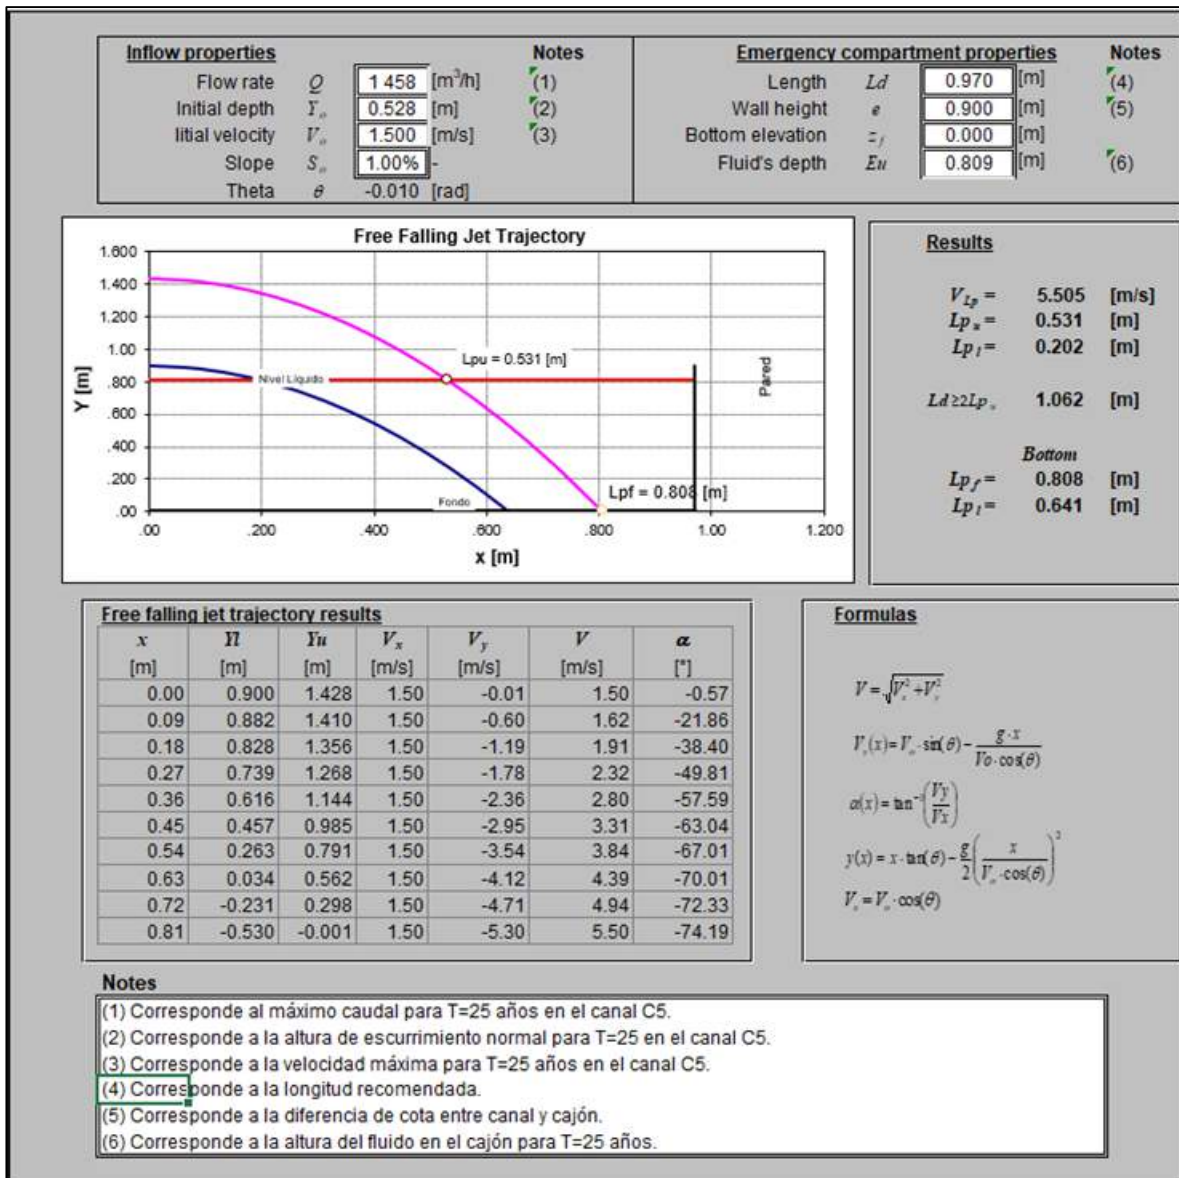 Inflow properties Notes
Flow rate Q 1 458 [m³/h] (1)
Initial depth Yₒ 0.528 [m] (2)
Iitial velocity Vₒ 1.500 [m/s] (3)
Slope Sₒ 1.00% -
Theta θ -0.010 [rad]
Emergency compartment properties Notes
Length Ld 0.970 [m] (4)
Wall height e 0.900 [m] (5)
Bottom elevation z_f 0.000 [m]
Fluid's depth Eu 0.809 [m] (6)
Free Falling Jet Trajectory
Y [m]
1.600
1.400
1.200
1.00
.800
.600
.400
.200
.00
Lpu = 0.531 [m]
Nivel Líquido
Pared
Lpf = 0.808 [m]
Fondo
.00 .200 .400 .600 .800 1.00 1.200
x [m]
Results
V_Lp = 5.505 [m/s]
Lp_u = 0.531 [m]
Lp_l = 0.202 [m]
Ld≥2Lp_u 1.062 [m]
Bottom
Lp_f = 0.808 [m]
Lp_l = 0.641 [m]
Free falling jet trajectory results
x Yl Yu Vₓ V_y V α
[m] [m] [m] [m/s] [m/s] [m/s] [°]
0.00 0.900 1.428 1.50 -0.01 1.50 -0.57
0.09 0.882 1.410 1.50 -0.60 1.62 -21.86
0.18 0.828 1.356 1.50 -1.19 1.91 -38.40
0.27 0.739 1.268 1.50 -1.78 2.32 -49.81
0.36 0.616 1.144 1.50 -2.36 2.80 -57.59
0.45 0.457 0.985 1.50 -2.95 3.31 -63.04
0.54 0.263 0.791 1.50 -3.54 3.84 -67.01
0.63 0.034 0.562 1.50 -4.12 4.39 -70.01
0.72 -0.231 0.298 1.50 -4.71 4.94 -72.33
0.81 -0.530 -0.001 1.50 -5.30 5.50 -74.19
Formulas
α(x) = tan⁻¹(Vy/Vx)
y(x) = x·tan(θ) − g/2 (x / (Vₒ·cos(θ)))²
Notes
(1) Corresponde al máximo caudal para T=25 años en el canal C5.
(2) Corresponde a la altura de escurrimiento normal para T=25 en el canal C5.
(3) Corresponde a la velocidad máxima para T=25 años en el canal C5.
(4) Corresponde a la longitud recomendada.
(5) Corresponde a la diferencia de cota entre canal y cajón.
(6) Corresponde a la altura del fluido en el cajón para T=25 años.